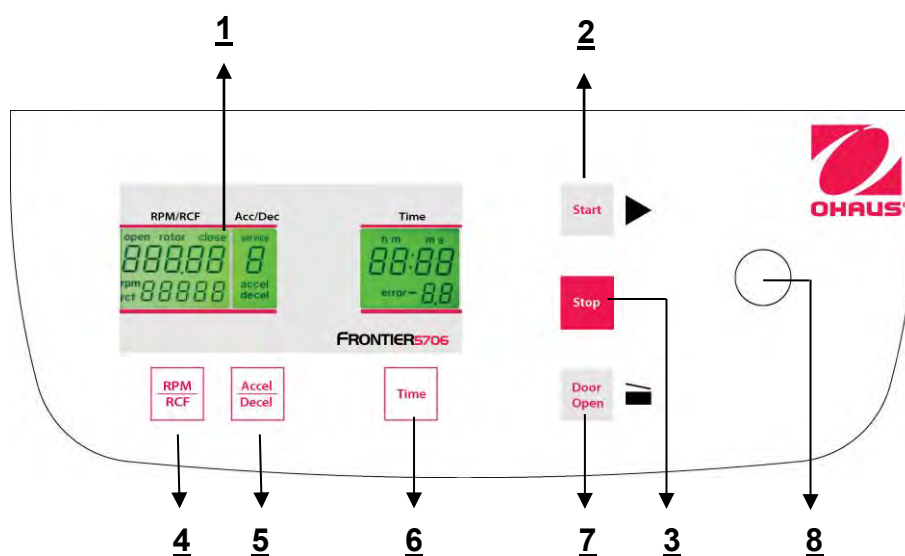 1
2
RPM/RCF Acc/Dec Time
open rotor close service
h m m s
888.88 8 88:88
rpm accel
rcf 88888 decel
error - 8.8
FRONTIER5706
Start
OHAUS®
Stop
RPM
RCF
Accel
Decel
Time
Door
Open
4 5 6 7 3 8